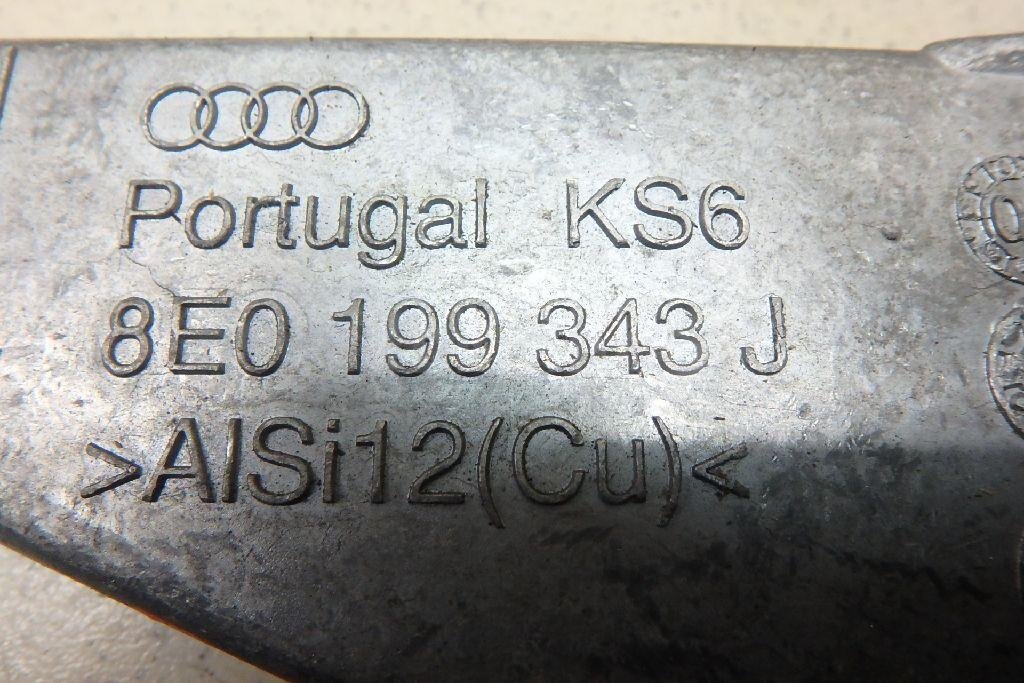 Portugal KS6
8E0 199 343 J
>AlSi12(Cu)<